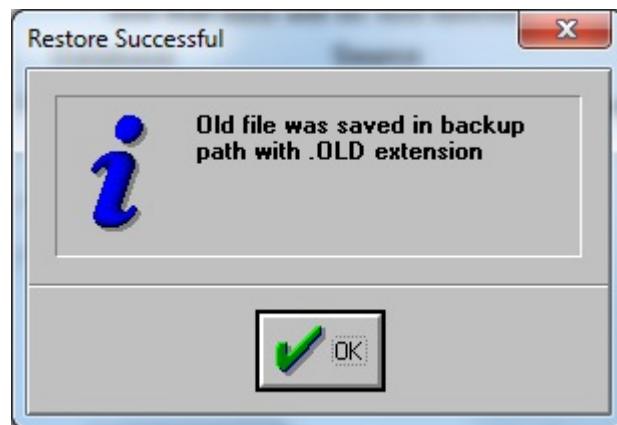 Restore Successful
Old file was saved in backup
path with .OLD extension
OK